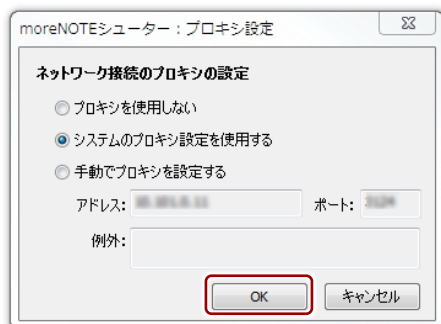 moreNOTEシューター：プロキシ設定
ネットワーク接続のプロキシの設定
プロキシを使用しない
システムのプロキシ設定を使用する
手動でプロキシを設定する
アドレス: ポート:
例外:
OK キャンセル